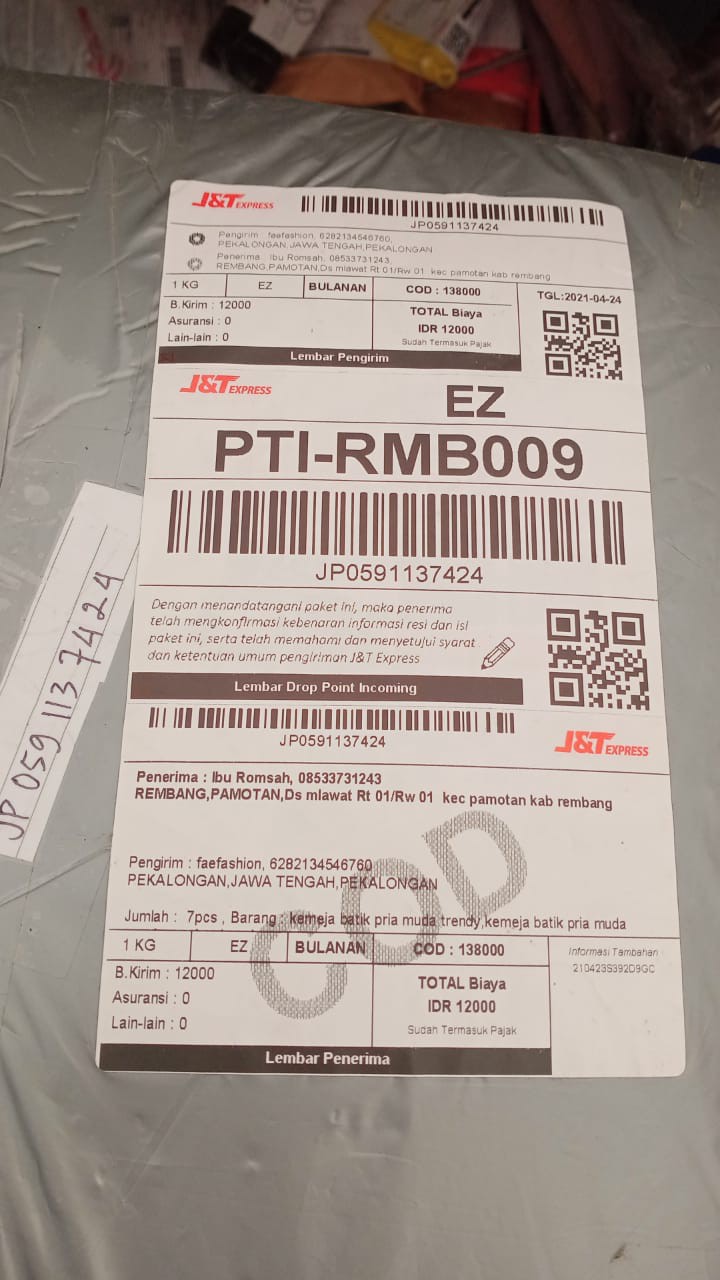 J&T EXPRESS
JP0591137424
Pengirim : faefashion, 6282134546760,
PEKALONGAN,JAWA TENGAH,PEKALONGAN
Penerima : Ibu Romsah, 08533731243
REMBANG,PAMOTAN,Ds mlawat Rt 01/Rw 01 kec pamotan kab rembang
1 KG EZ BULANAN COD : 138000 TGL:2021-04-24
B.Kirim : 12000
Asuransi : 0
Lain-lain : 0
TOTAL Biaya
IDR 12000
Sudah Termasuk Pajak
Lembar Pengirim
J&T EXPRESS
EZ
PTI-RMB009
JP0591137424
Dengan menandatangani paket ini, maka penerima
telah mengkonfirmasi kebenaran informasi resi dan isi
paket ini, serta telah memahami dan menyetujui syarat
dan ketentuan umum pengiriman J&T Express
Lembar Drop Point Incoming
JP0591137424
J&T EXPRESS
Penerima : Ibu Romsah, 08533731243
REMBANG,PAMOTAN,Ds mlawat Rt 01/Rw 01 kec pamotan kab rembang
COD
Pengirim : faefashion, 6282134546760
PEKALONGAN,JAWA TENGAH,PEKALONGAN
Jumlah : 7pcs , Barang : kemeja batik pria muda trendy,kemeja batik pria muda
1 KG EZ BULANAN COD : 138000
B.Kirim : 12000
Asuransi : 0
Lain-lain : 0
TOTAL Biaya
IDR 12000
Sudah Termasuk Pajak
Informasi Tambahan
210423S392D9GC
Lembar Penerima
JP 059 113 7424